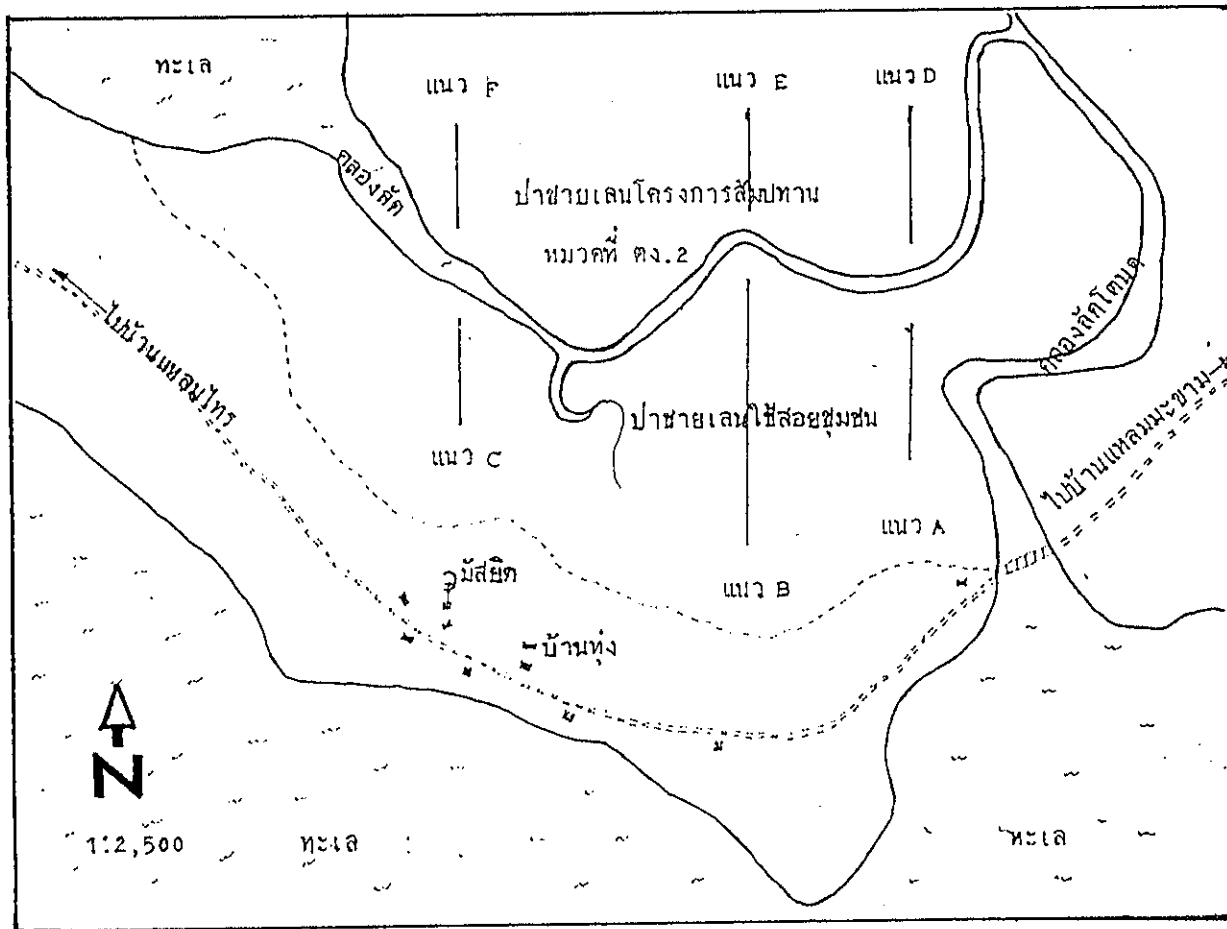 ทะเล
แนว F
แนว E
แนว D
คลองลัด
ป่าชายเลนโครงการสัมปทาน
หมวดที่ ตง.2
คลองลัดโตนด
ไปบ้านแหลมไทร
ป่าชายเลนใช้สอยชุมชน
ไปบ้านแหลมมะขาม
แนว C
แนว A
มัสยิด
แนว B
บ้านทุ่ง
N
1:2,500
ทะเล
ทะเล